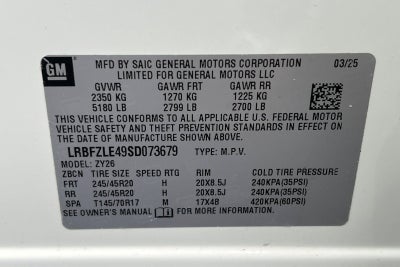 GM
MFD BY SAIC GENERAL MOTORS CORPORATION 03/25
LIMITED FOR GENERAL MOTORS LLC
GVWR GAWR FRT GAWR RR
2350 KG 1270 KG 1225 KG
5180 LB 2799 LB 2700 LB
THIS VEHICLE CONFORMS TO ALL APPLICABLE U.S. FEDERAL MOTOR
VEHICLE SAFETY, BUMPER, AND THEFT PREVENTION STANDARDS IN EFFECT ON THE
DATE OF MANUFACTURE SHOWN ABOVE.
LRBFZLE49SD073679 TYPE: M.P.V.
MODEL: ZY26
ZBCN TIRE SIZE SPEED RTG RIM COLD TIRE PRESSURE
FRT 245/45R20 H 20X8.5J 240KPA(35PSI)
RR 245/45R20 H 20X8.5J 240KPA(35PSI)
SPA T145/70R17 M 17X4B 420KPA(60PSI)
SEE OWNER'S MANUAL FOR ADDITIONAL INFORMATION.